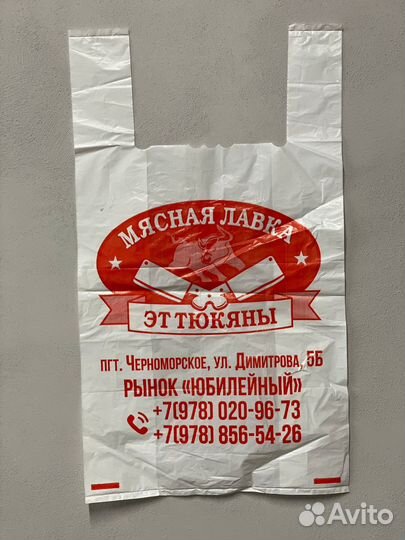 МЯСНАЯ ЛАВКА
ЭТ ТЮКЯНЫ
ПГТ. ЧЕРНОМОРСКОЕ, УЛ. ДИМИТРОВА, 5Б
РЫНОК «ЮБИЛЕЙНЫЙ»
+7(978) 020-96-73
+7(978) 856-54-26
Avito